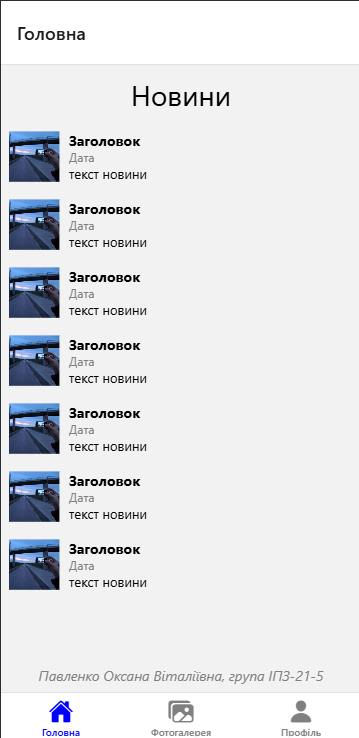 Головна
Новини
Заголовок
Дата
текст новини
Заголовок
Дата
текст новини
Заголовок
Дата
текст новини
Заголовок
Дата
текст новини
Заголовок
Дата
текст новини
Заголовок
Дата
текст новини
Заголовок
Дата
текст новини
Павленко Оксана Віталіївна, група ІПЗ-21-5
Головна Фотогалерея Профіль